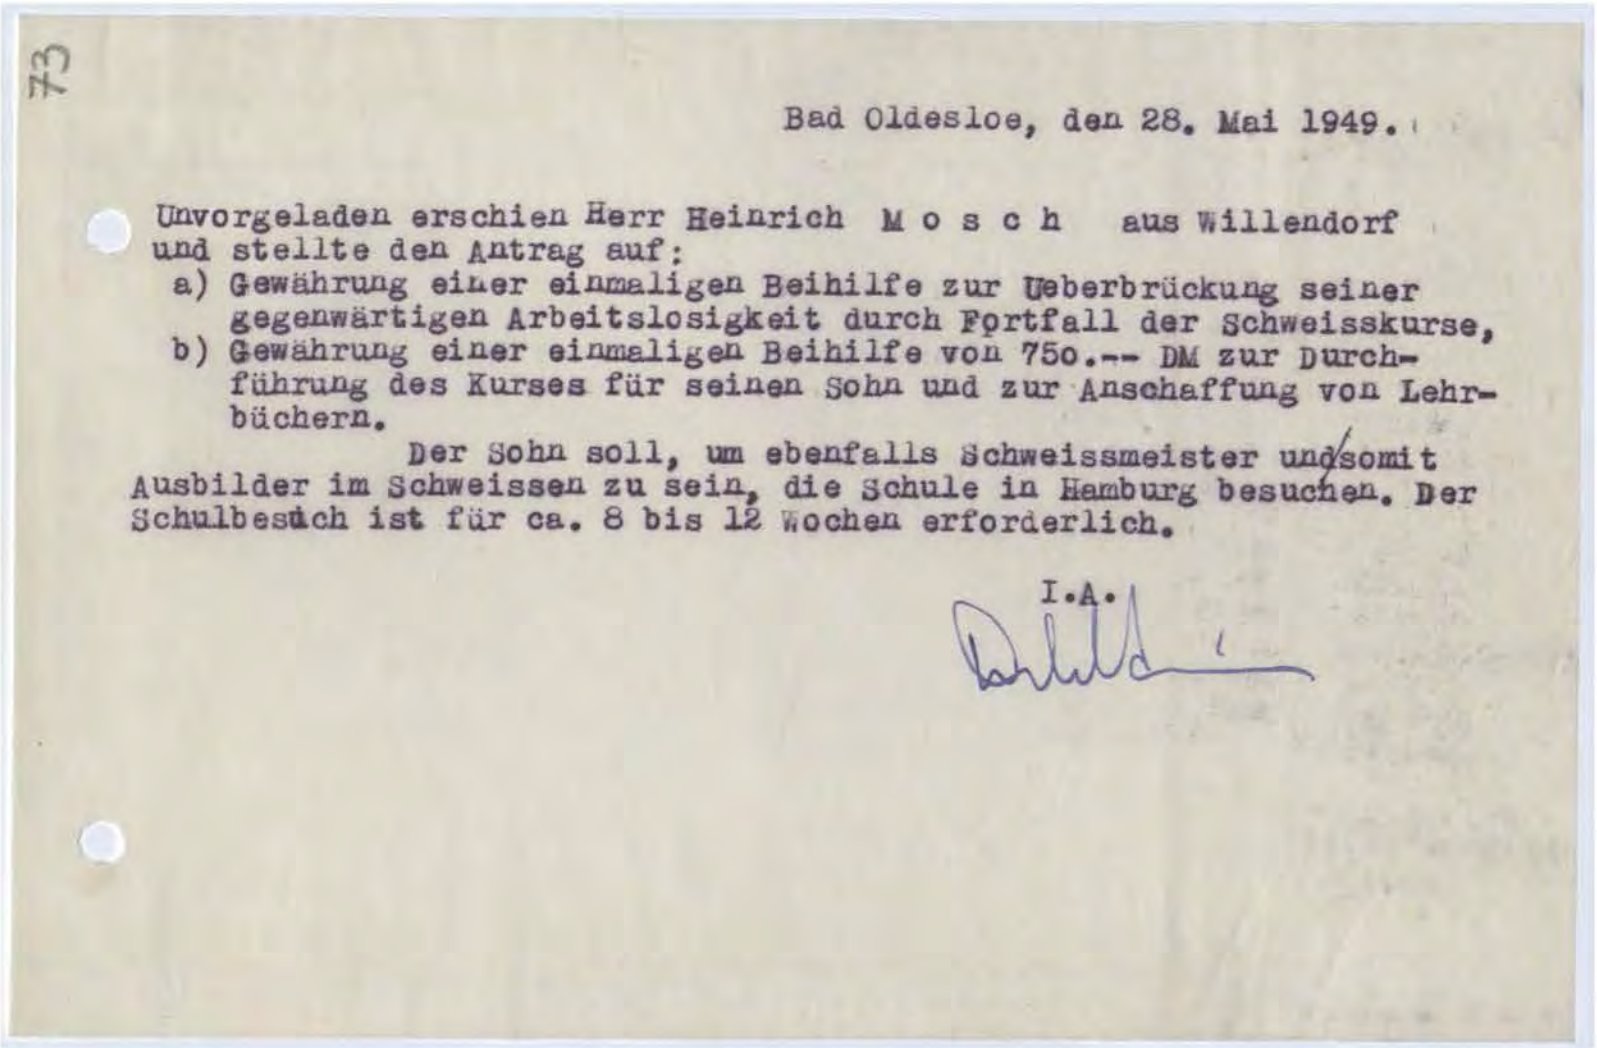 73
Bad Oldesloe, den 28. Mai 1949.
Unvorgeladen erschien Herr Heinrich M o s c h aus Willendorf
und stellte den Antrag auf:
a) Gewährung einer einmaligen Beihilfe zur Ueberbrückung seiner
gegenwärtigen Arbeitslosigkeit durch Fortfall der Schweisskurse,
b) Gewährung einer einmaligen Beihilfe von 750.-- DM zur Durch-
führung des Kurses für seinen Sohn und zur Anschaffung von Lehr-
büchern.
Der Sohn soll, um ebenfalls Schweissmeister und/somit
Ausbilder im Schweissen zu sein, die Schule in Hamburg besuchen. Der
Schulbesuch ist für ca. 8 bis 12 Wochen erforderlich.
I.A.